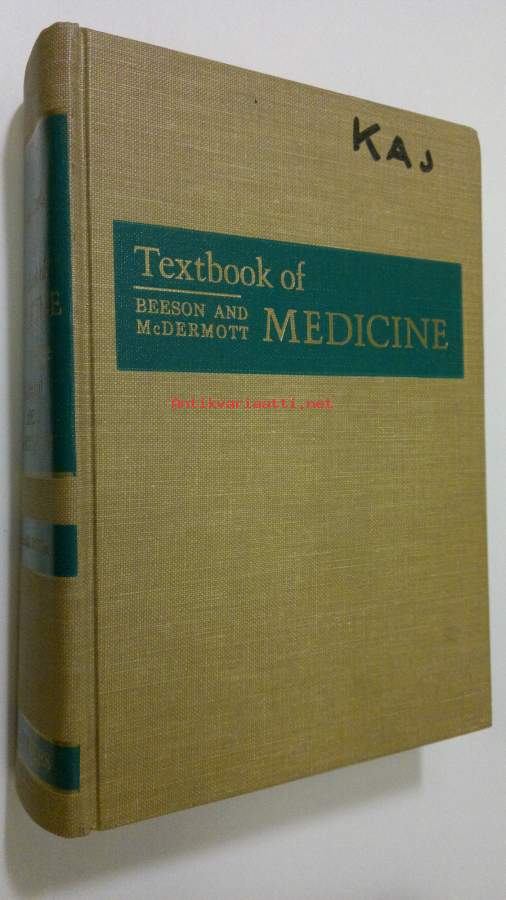 KAJ
Textbook of
BEESON AND
McDERMOTT
MEDICINE
Antikvariaatti.net